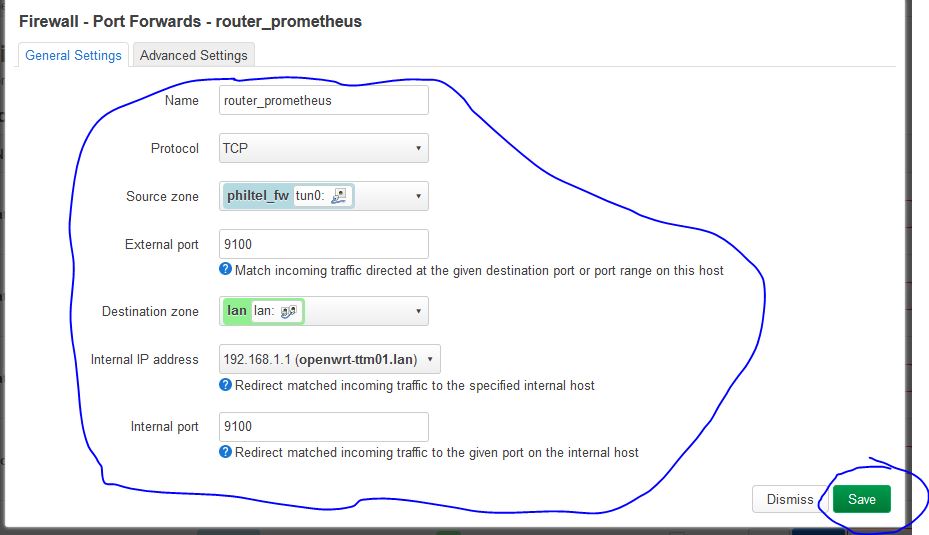 Firewall - Port Forwards - router_prometheus
General Settings Advanced Settings
Name router_prometheus
Protocol TCP
Source zone philtel_fw tun0:
External port 9100
Match incoming traffic directed at the given destination port or port range on this host
Destination zone lan lan:
Internal IP address 192.168.1.1 (openwrt-ttm01.lan)
Redirect matched incoming traffic to the specified internal host
Internal port 9100
Redirect matched incoming traffic to the given port on the internal host
Dismiss Save